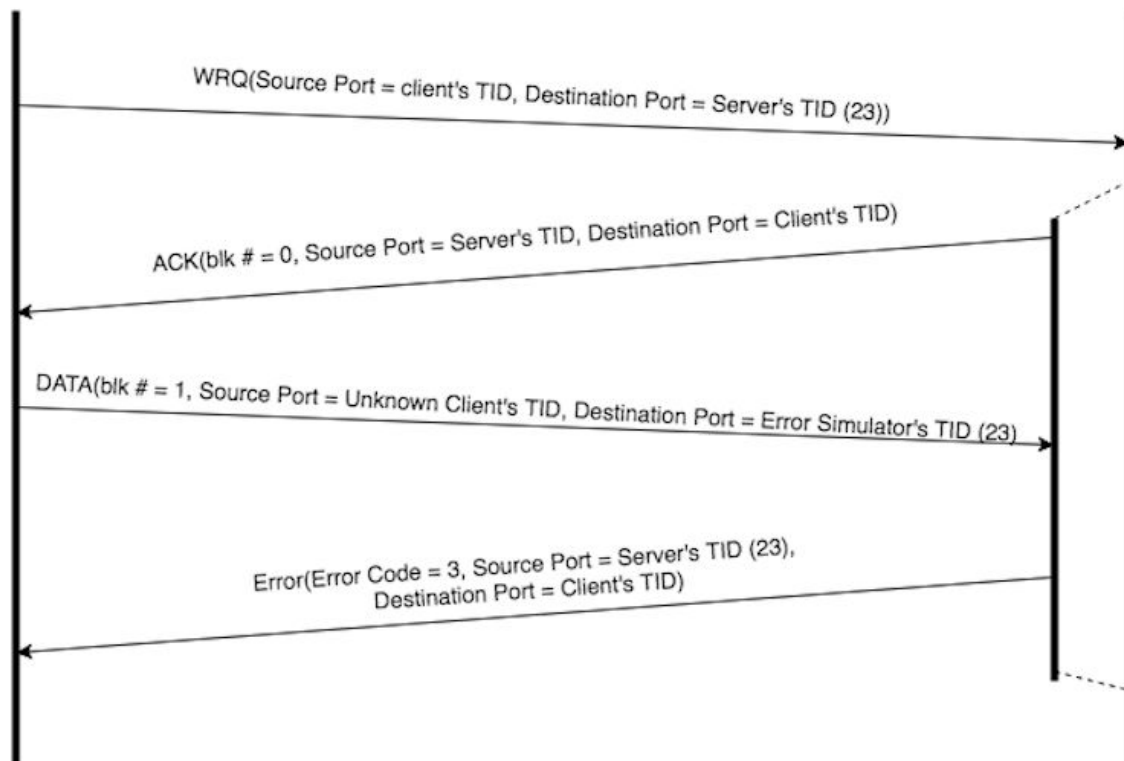 WRQ(Source Port = client's TID, Destination Port = Server's TID (23))
ACK(blk # = 0, Source Port = Server's TID, Destination Port = Client's TID)
DATA(blk # = 1, Source Port = Unknown Client's TID, Destination Port = Error Simulator's TID (23)
Error(Error Code = 3, Source Port = Server's TID (23),
Destination Port = Client's TID)